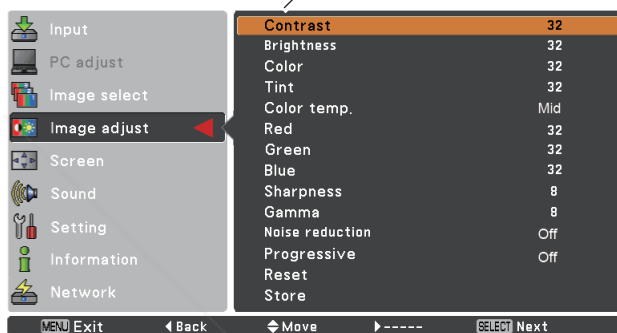 Input
PC adjust
Image select
Image adjust
Screen
Sound
Setting
Information
Network
Contrast 32
Brightness 32
Color 32
Tint 32
Color temp. Mid
Red 32
Green 32
Blue 32
Sharpness 8
Gamma 8
Noise reduction Off
Progressive Off
Reset
Store
MENU Exit ◀Back ◆Move ▶----- SELECT Next